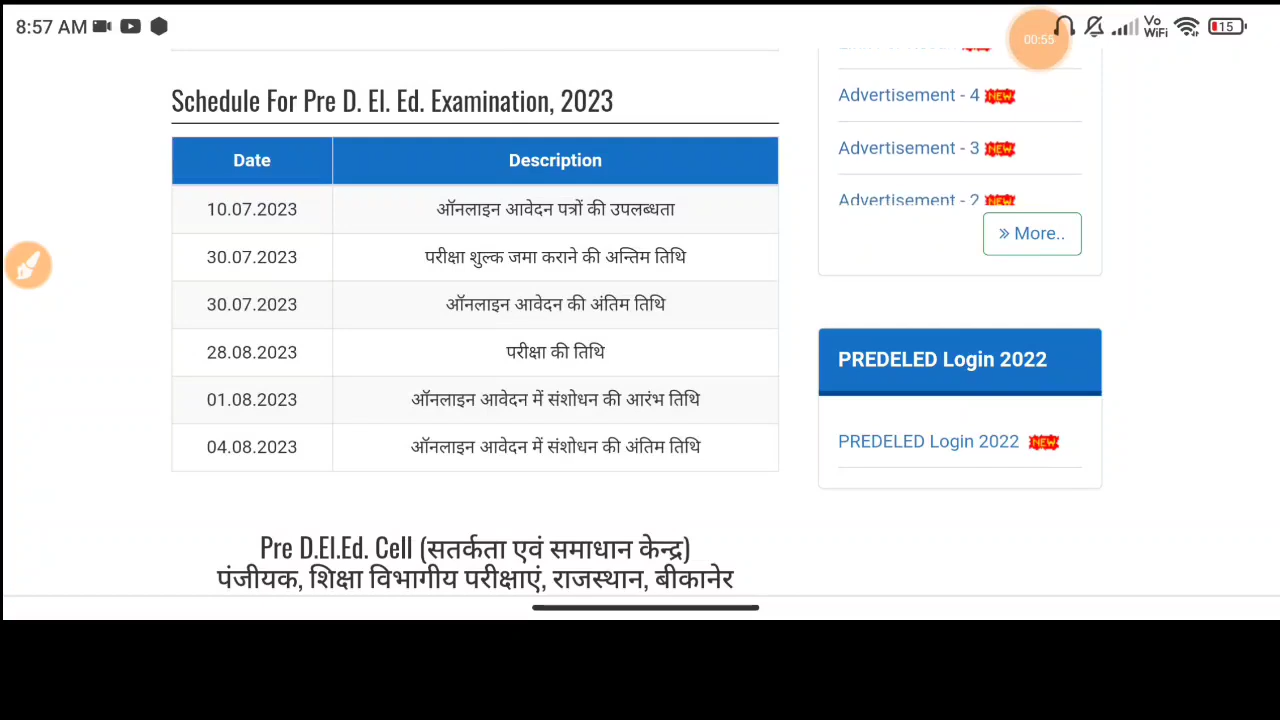 8:57 AM
00:55
Vo
WiFi
15
Schedule For Pre D. El. Ed. Examination, 2023
Date Description
10.07.2023 ऑनलाइन आवेदन पत्रों की उपलब्धता
30.07.2023 परीक्षा शुल्क जमा कराने की अन्तिम तिथि
30.07.2023 ऑनलाइन आवेदन की अंतिम तिथि
28.08.2023 परीक्षा की तिथि
01.08.2023 ऑनलाइन आवेदन में संशोधन की आरंभ तिथि
04.08.2023 ऑनलाइन आवेदन में संशोधन की अंतिम तिथि
Pre D.El.Ed. Cell (सतर्कता एवं समाधान केन्द्र)
पंजीयक, शिक्षा विभागीय परीक्षाएं, राजस्थान, बीकानेर
Advertisement - 4 NEW
Advertisement - 3 NEW
Advertisement - 2 NEW
» More..
PREDELED Login 2022
PREDELED Login 2022 NEW